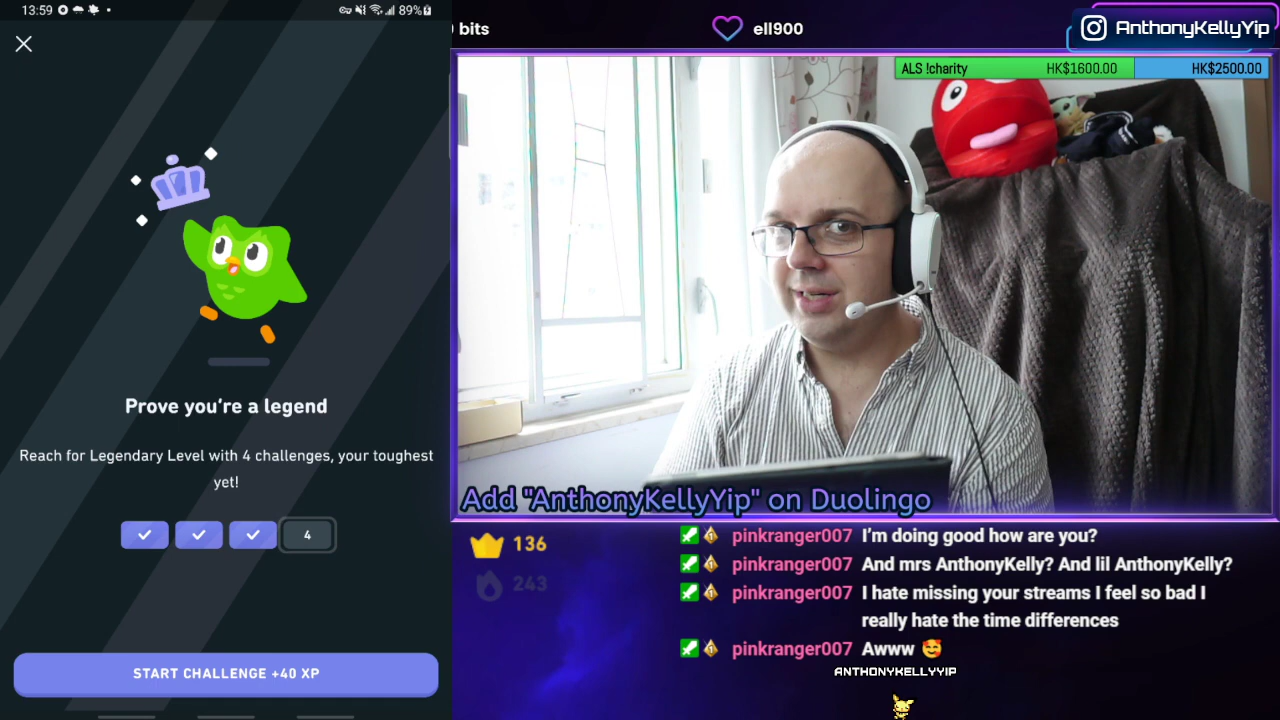 13:59
89%
bits
ell900
AnthonyKellyYip
ALS !charity HK$1600.00 HK$2500.00
Prove you're a legend
Reach for Legendary Level with 4 challenges, your toughest
yet!
4
START CHALLENGE +40 XP
Add "AnthonyKellyYip" on Duolingo
136
243
pinkranger007 I'm doing good how are you?
pinkranger007 And mrs AnthonyKelly? And lil AnthonyKelly?
pinkranger007 I hate missing your streams I feel so bad I
really hate the time differences
pinkranger007 Awww 🥰
ANTHONYKELLYYIP